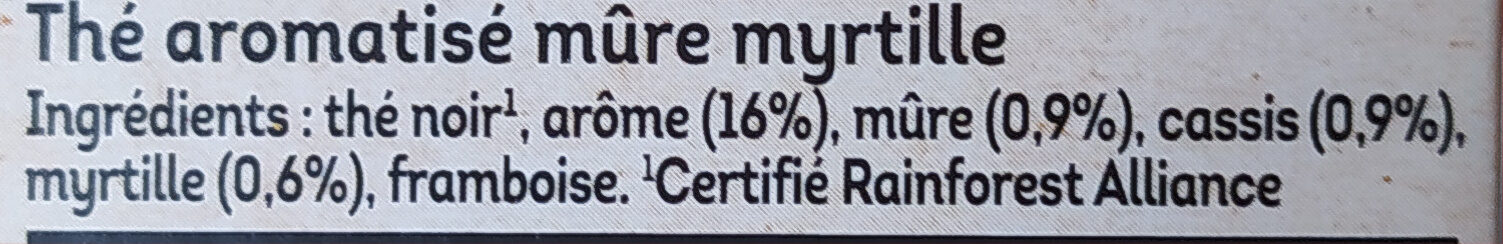 Thé aromatisé mûre myrtille
Ingrédients : thé noir¹, arôme (16%), mûre (0,9%), cassis (0,9%),
myrtille (0,6%), framboise. ¹Certifié Rainforest Alliance